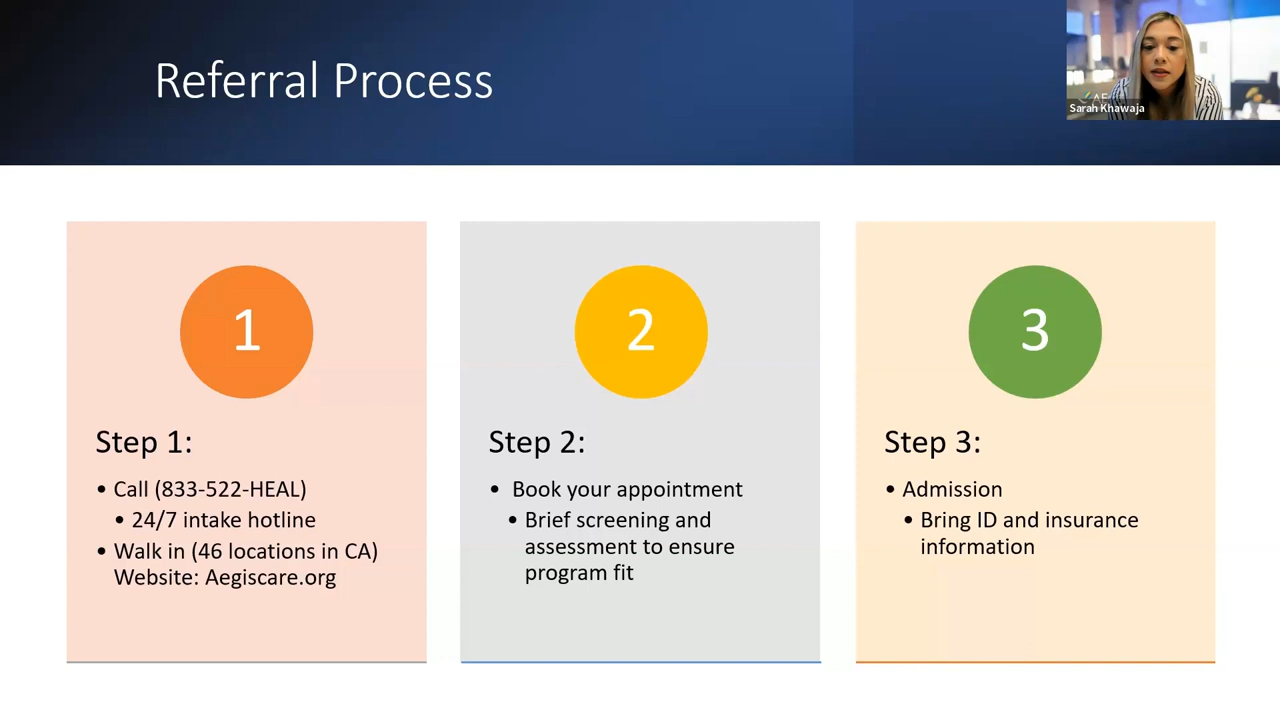 Referral Process
Sarah Khawaja
1
Step 1:
• Call (833-522-HEAL)
• 24/7 intake hotline
• Walk in (46 locations in CA)
Website: Aegiscare.org
2
Step 2:
• Book your appointment
• Brief screening and
assessment to ensure
program fit
3
Step 3:
• Admission
• Bring ID and insurance
information